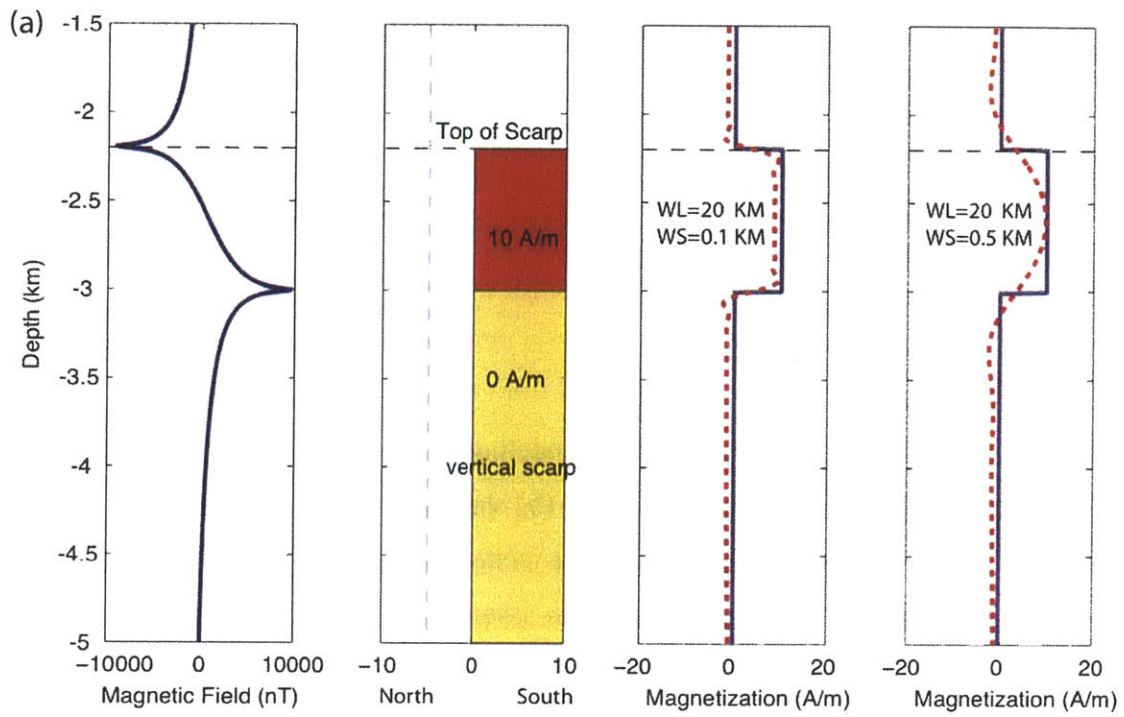 (a)
-1.5
-2
-2.5
-3
-3.5
-4
-4.5
-5
Depth (km)
−10000 0 10000
Magnetic Field (nT)
Top of Scarp
10 A/m
0 A/m
vertical scarp
−10 0 10
North South
WL=20 KM
WS=0.1 KM
−20 0 20
Magnetization (A/m)
WL=20 KM
WS=0.5 KM
−20 0 20
Magnetization (A/m)